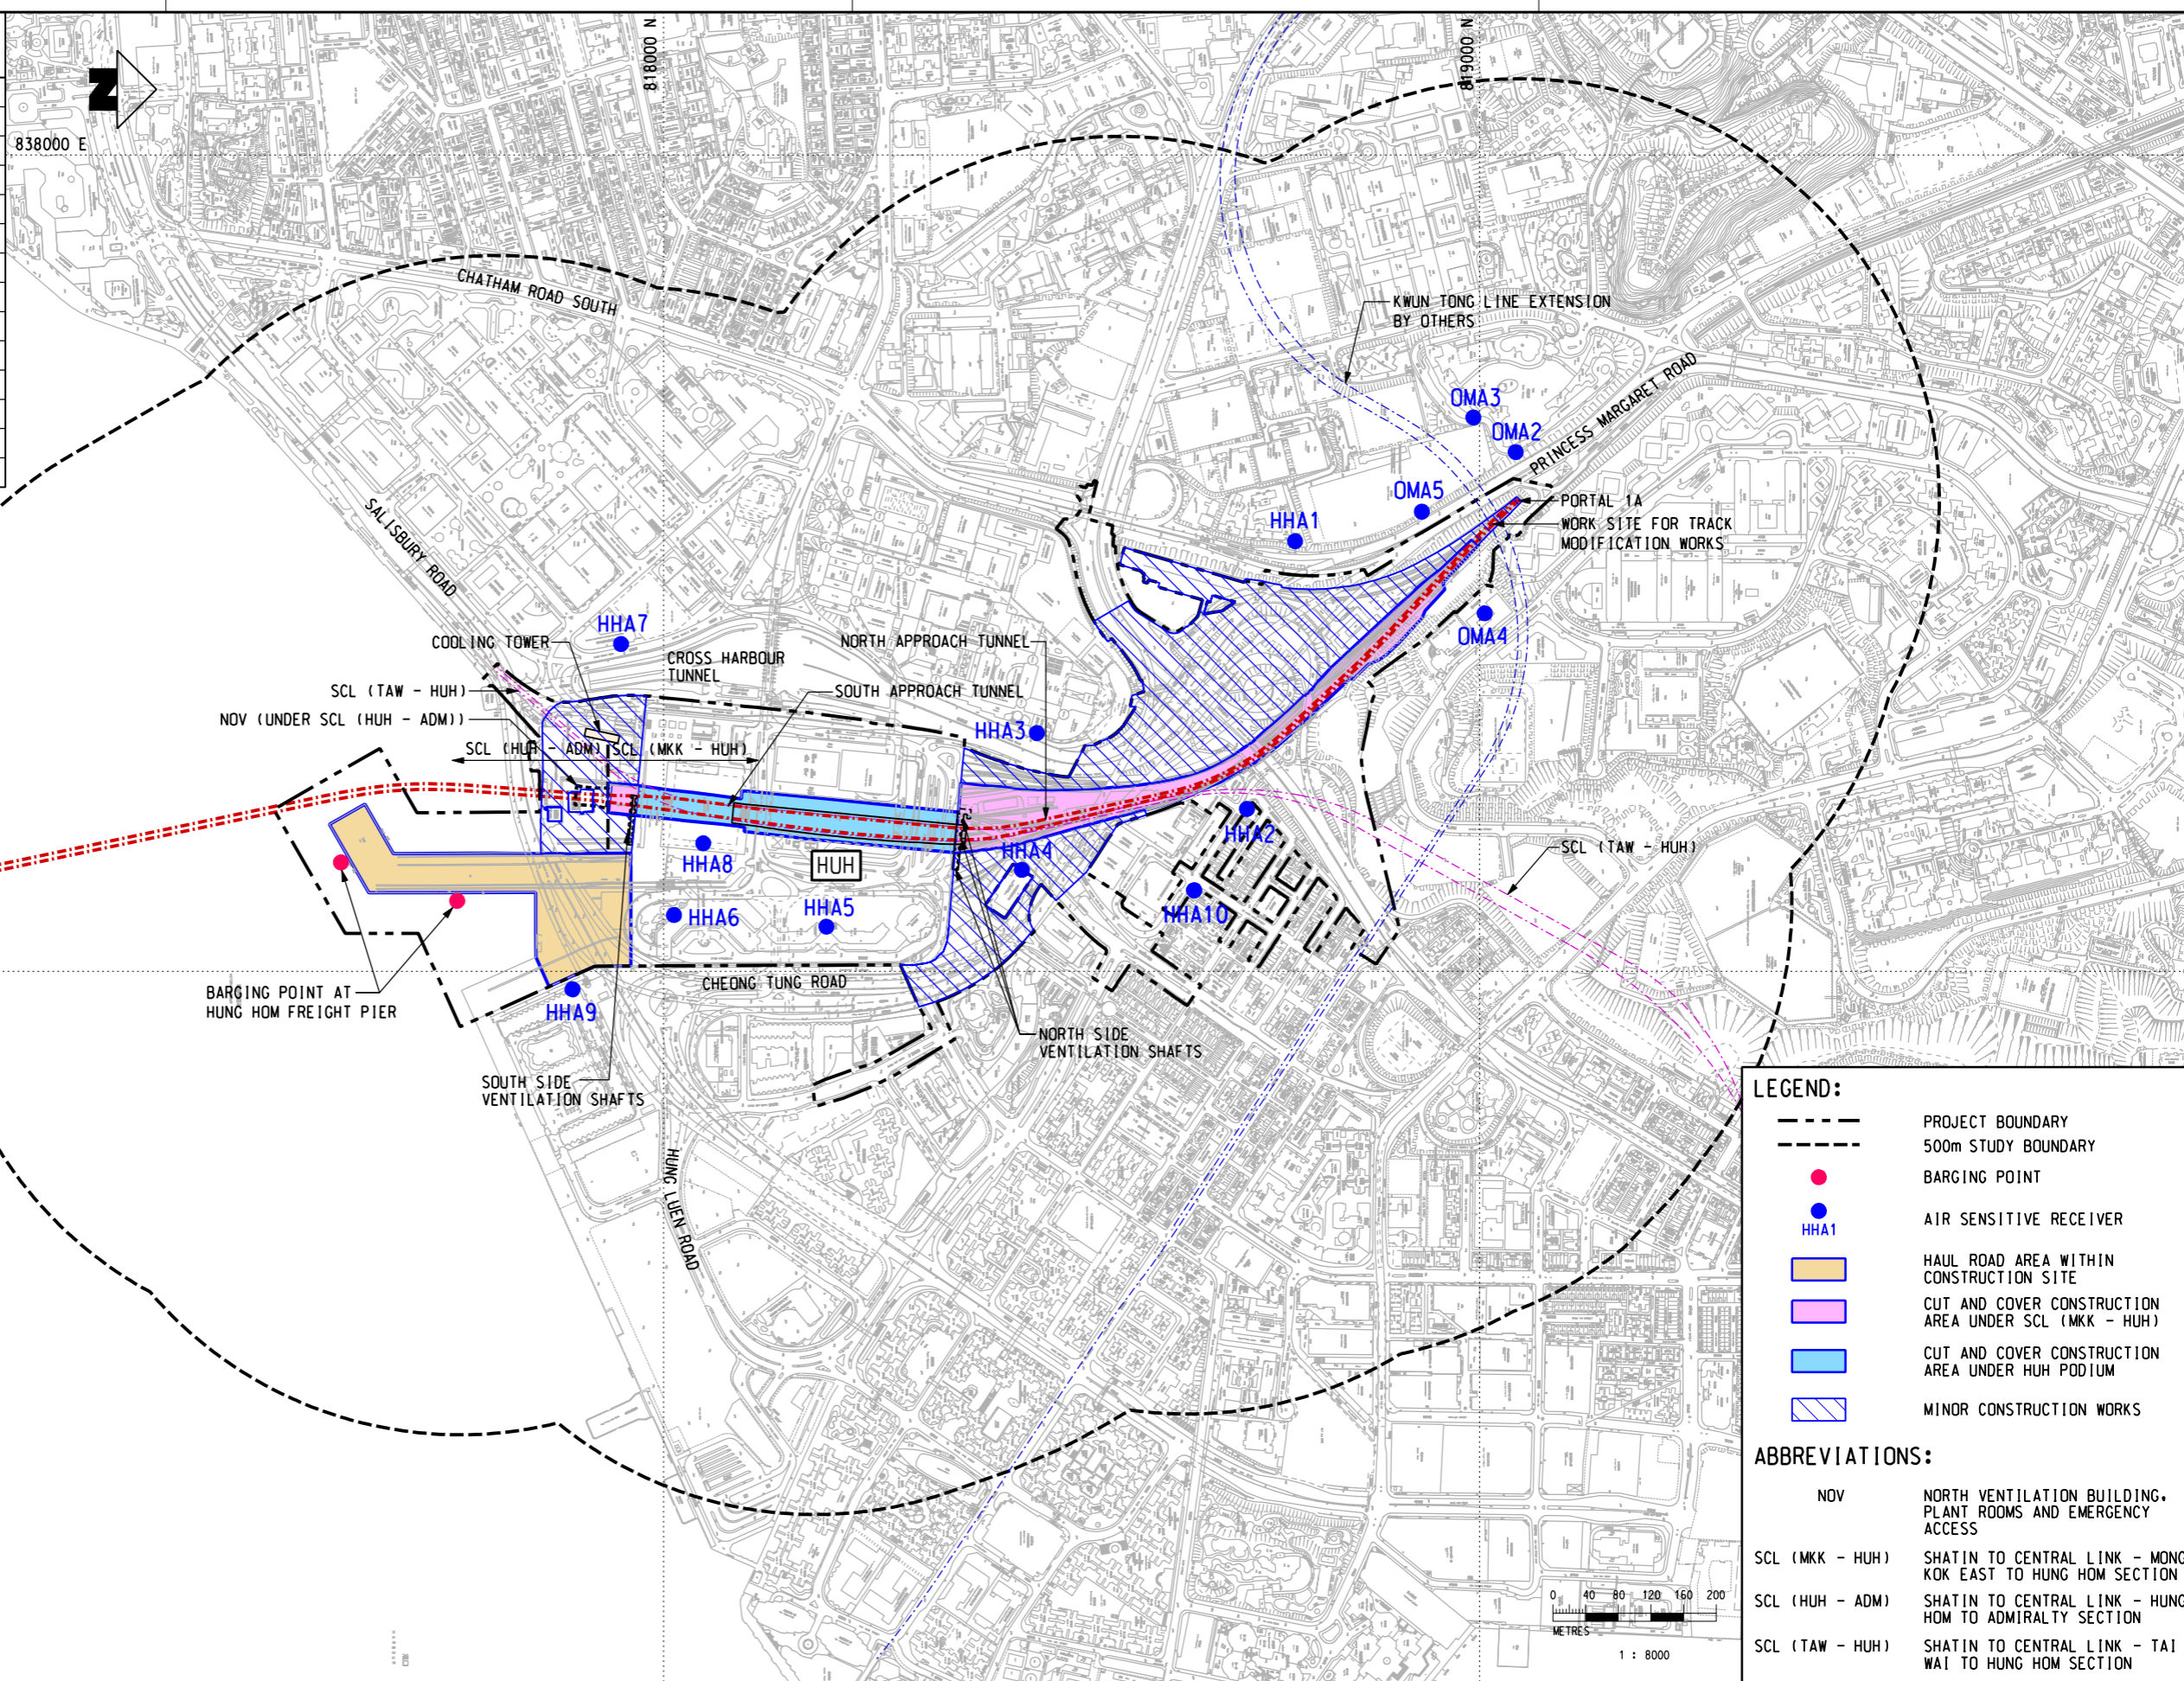 818000 N
819000 N
N
838000 E
CHATHAM ROAD SOUTH
KWUN TONG LINE EXTENSION
BY OTHERS
PRINCESS MARGARET ROAD
OMA3
OMA2
OMA5
PORTAL 1A
WORK SITE FOR TRACK
MODIFICATION WORKS
HHA1
SALISBURY ROAD
OMA4
HHA7
COOLING TOWER
NORTH APPROACH TUNNEL
CROSS HARBOUR
TUNNEL
SCL (TAW - HUH)
SOUTH APPROACH TUNNEL
NOV (UNDER SCL (HUH - ADM))
HHA3
SCL (HUH - ADM)
SCL (MKK - HUH)
HHA2
HHA8
HUH
HHA4
SCL (TAW - HUH)
HHA6
HHA5
HHA10
CHEONG TUNG ROAD
BARGING POINT AT
HUNG HOM FREIGHT PIER
HHA9
NORTH SIDE
VENTILATION SHAFTS
SOUTH SIDE
VENTILATION SHAFTS
HUNG LUEN ROAD
LEGEND:
PROJECT BOUNDARY
500m STUDY BOUNDARY
BARGING POINT
HHA1
AIR SENSITIVE RECEIVER
HAUL ROAD AREA WITHIN
CONSTRUCTION SITE
CUT AND COVER CONSTRUCTION
AREA UNDER SCL (MKK - HUH)
CUT AND COVER CONSTRUCTION
AREA UNDER HUH PODIUM
MINOR CONSTRUCTION WORKS
ABBREVIATIONS:
NOV NORTH VENTILATION BUILDING,
PLANT ROOMS AND EMERGENCY
ACCESS
SCL (MKK - HUH) SHATIN TO CENTRAL LINK - MONG
KOK EAST TO HUNG HOM SECTION
SCL (HUH - ADM) SHATIN TO CENTRAL LINK - HUNG
HOM TO ADMIRALTY SECTION
SCL (TAW - HUH) SHATIN TO CENTRAL LINK - TAI
WAI TO HUNG HOM SECTION
0 40 80 120 160 200
METRES
1 : 8000